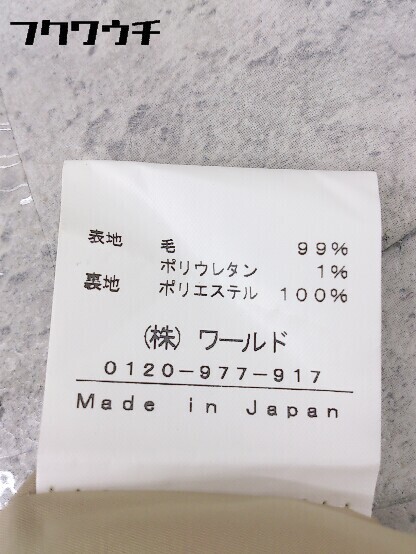 フクワウチ
表地 毛 99%
ポリウレタン 1%
裏地 ポリエステル 100%
(株) ワールド
0120-977-917
Made in Japan